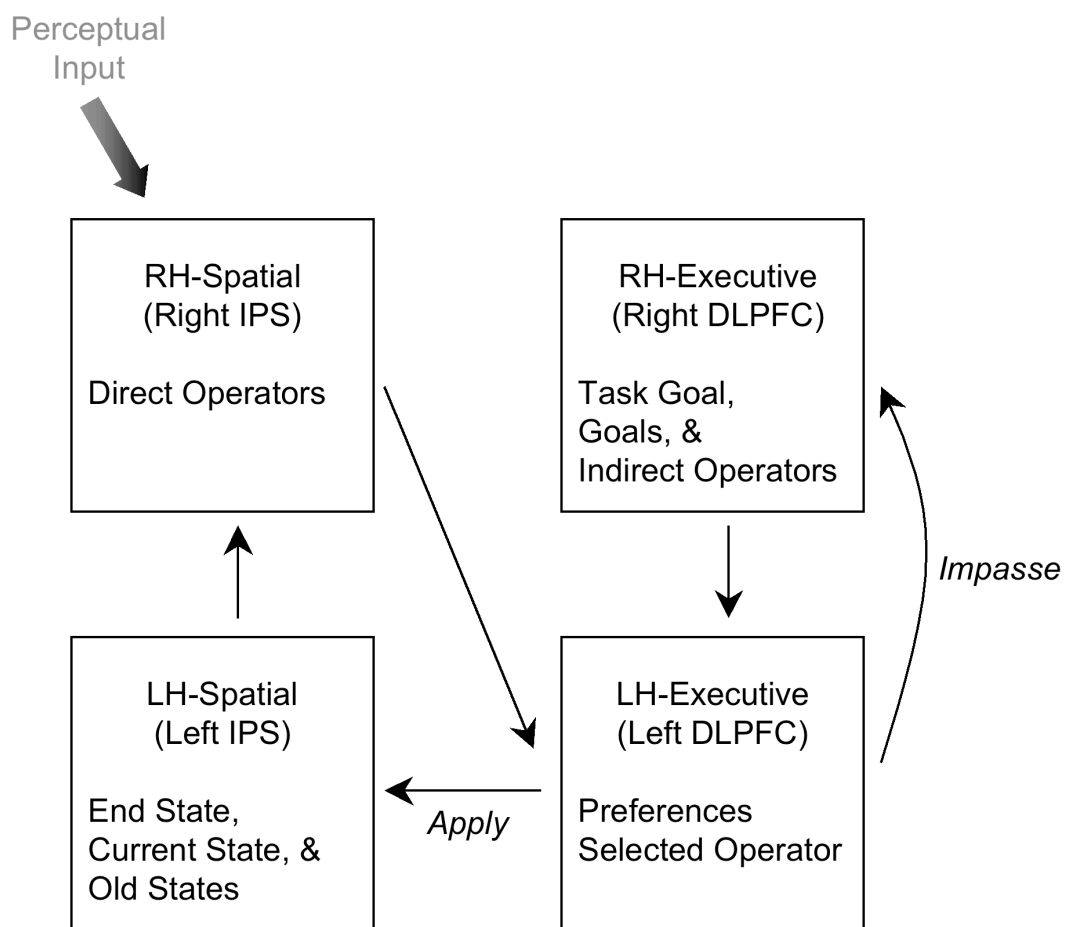 Perceptual
Input
RH-Spatial
(Right IPS)
Direct Operators
RH-Executive
(Right DLPFC)
Task Goal,
Goals, &
Indirect Operators
Impasse
LH-Spatial
(Left IPS)
End State,
Current State, &
Old States
Apply
LH-Executive
(Left DLPFC)
Preferences
Selected Operator